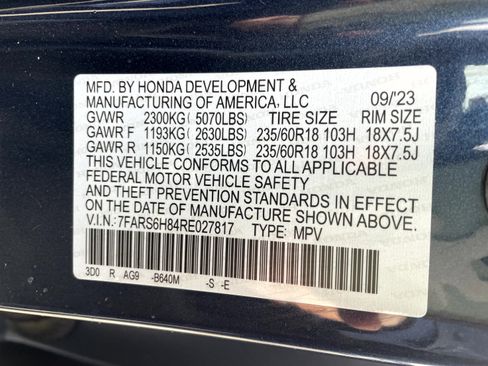 MFD. BY HONDA DEVELOPMENT &
MANUFACTURING OF AMERICA, LLC 09/'23
GVWR 2300KG( 5070LBS) TIRE SIZE RIM SIZE
GAWR F 1193KG( 2630LBS) 235/60R18 103H 18X7.5J
GAWR R 1150KG( 2535LBS) 235/60R18 103H 18X7.5J
THIS VEHICLE CONFORMS TO ALL APPLICABLE
FEDERAL MOTOR VEHICLE SAFETY
AND THEFT PREVENTION STANDARDS IN EFFECT
ON THE DATE OF MANUFACTURE SHOWN ABOVE.
V.I.N.: 7FARS6H84RE027817 TYPE: MPV
3D0 R AG9 -B640M -S -E